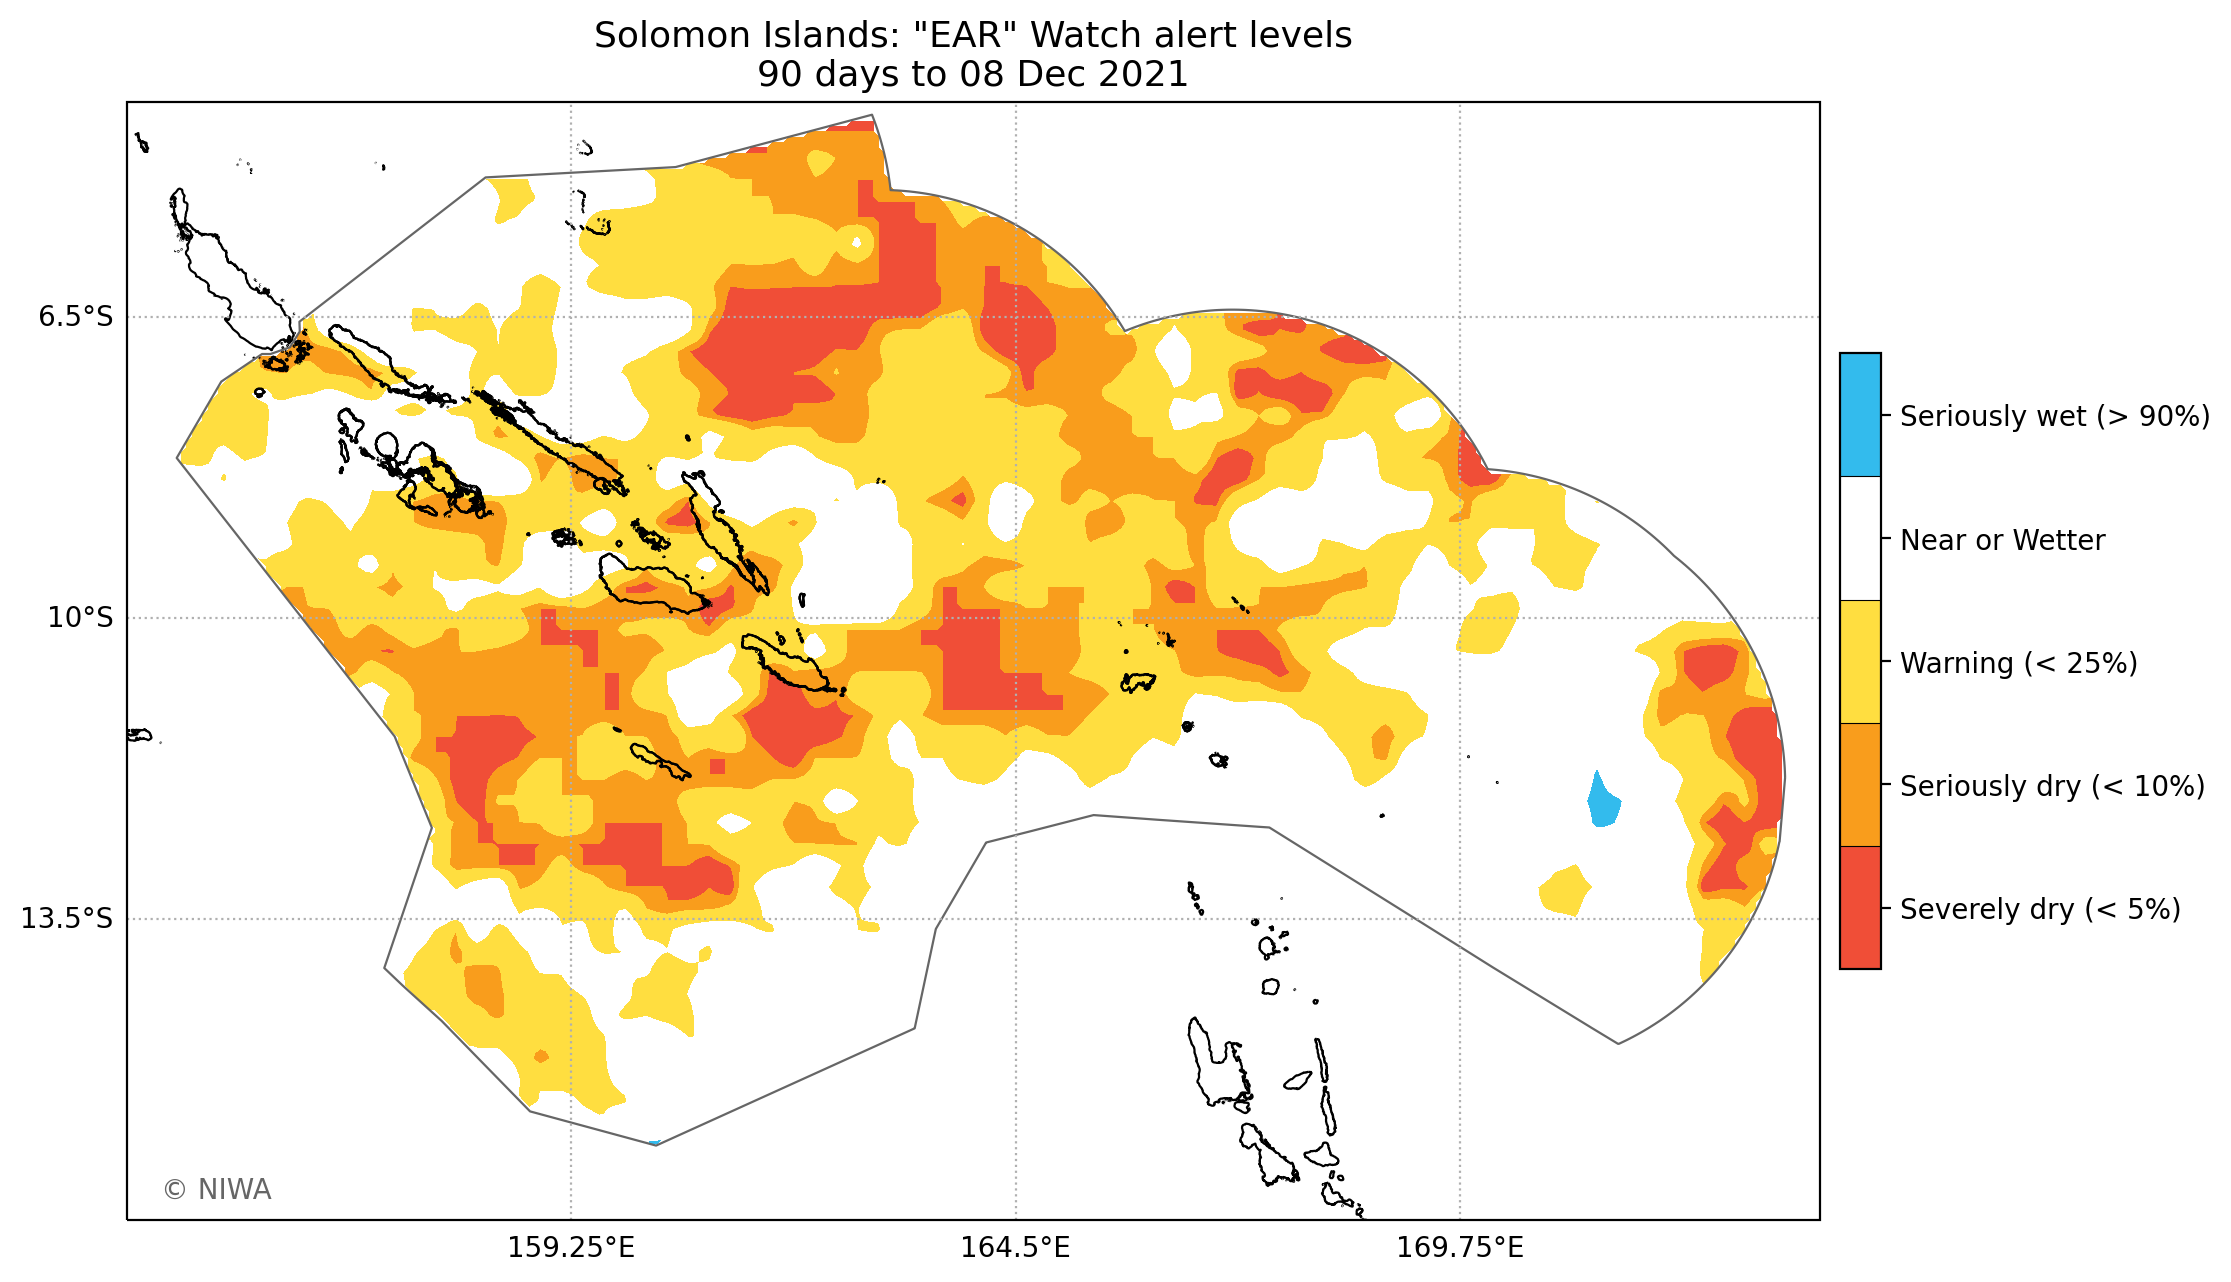 Solomon Islands: "EAR" Watch alert levels
90 days to 08 Dec 2021
6.5°S
10°S
13.5°S
159.25°E
164.5°E
169.75°E
Seriously wet (> 90%)
Near or Wetter
Warning (< 25%)
Seriously dry (< 10%)
Severely dry (< 5%)
© NIWA